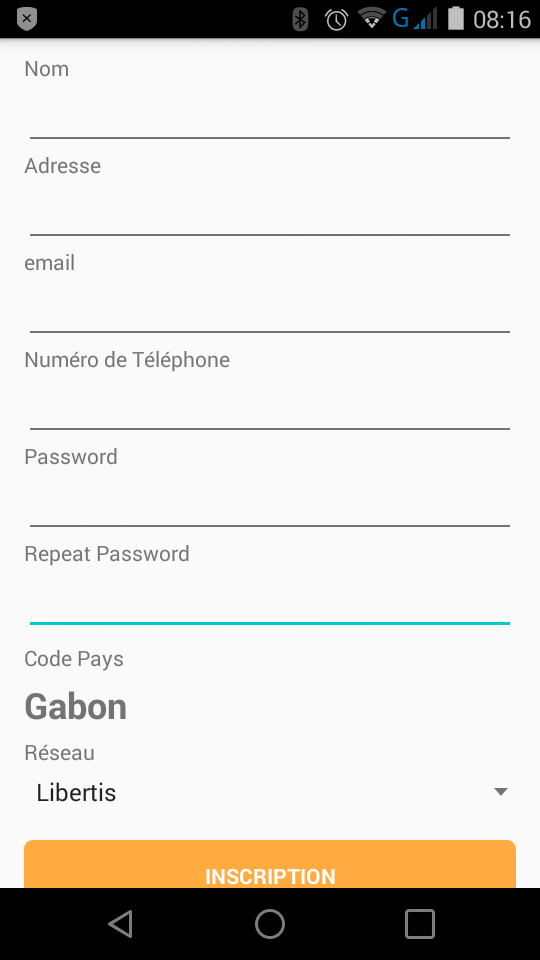 G 08:16
Nom
Adresse
email
Numéro de Téléphone
Password
Repeat Password
Code Pays
Gabon
Réseau
Libertis
INSCRIPTION